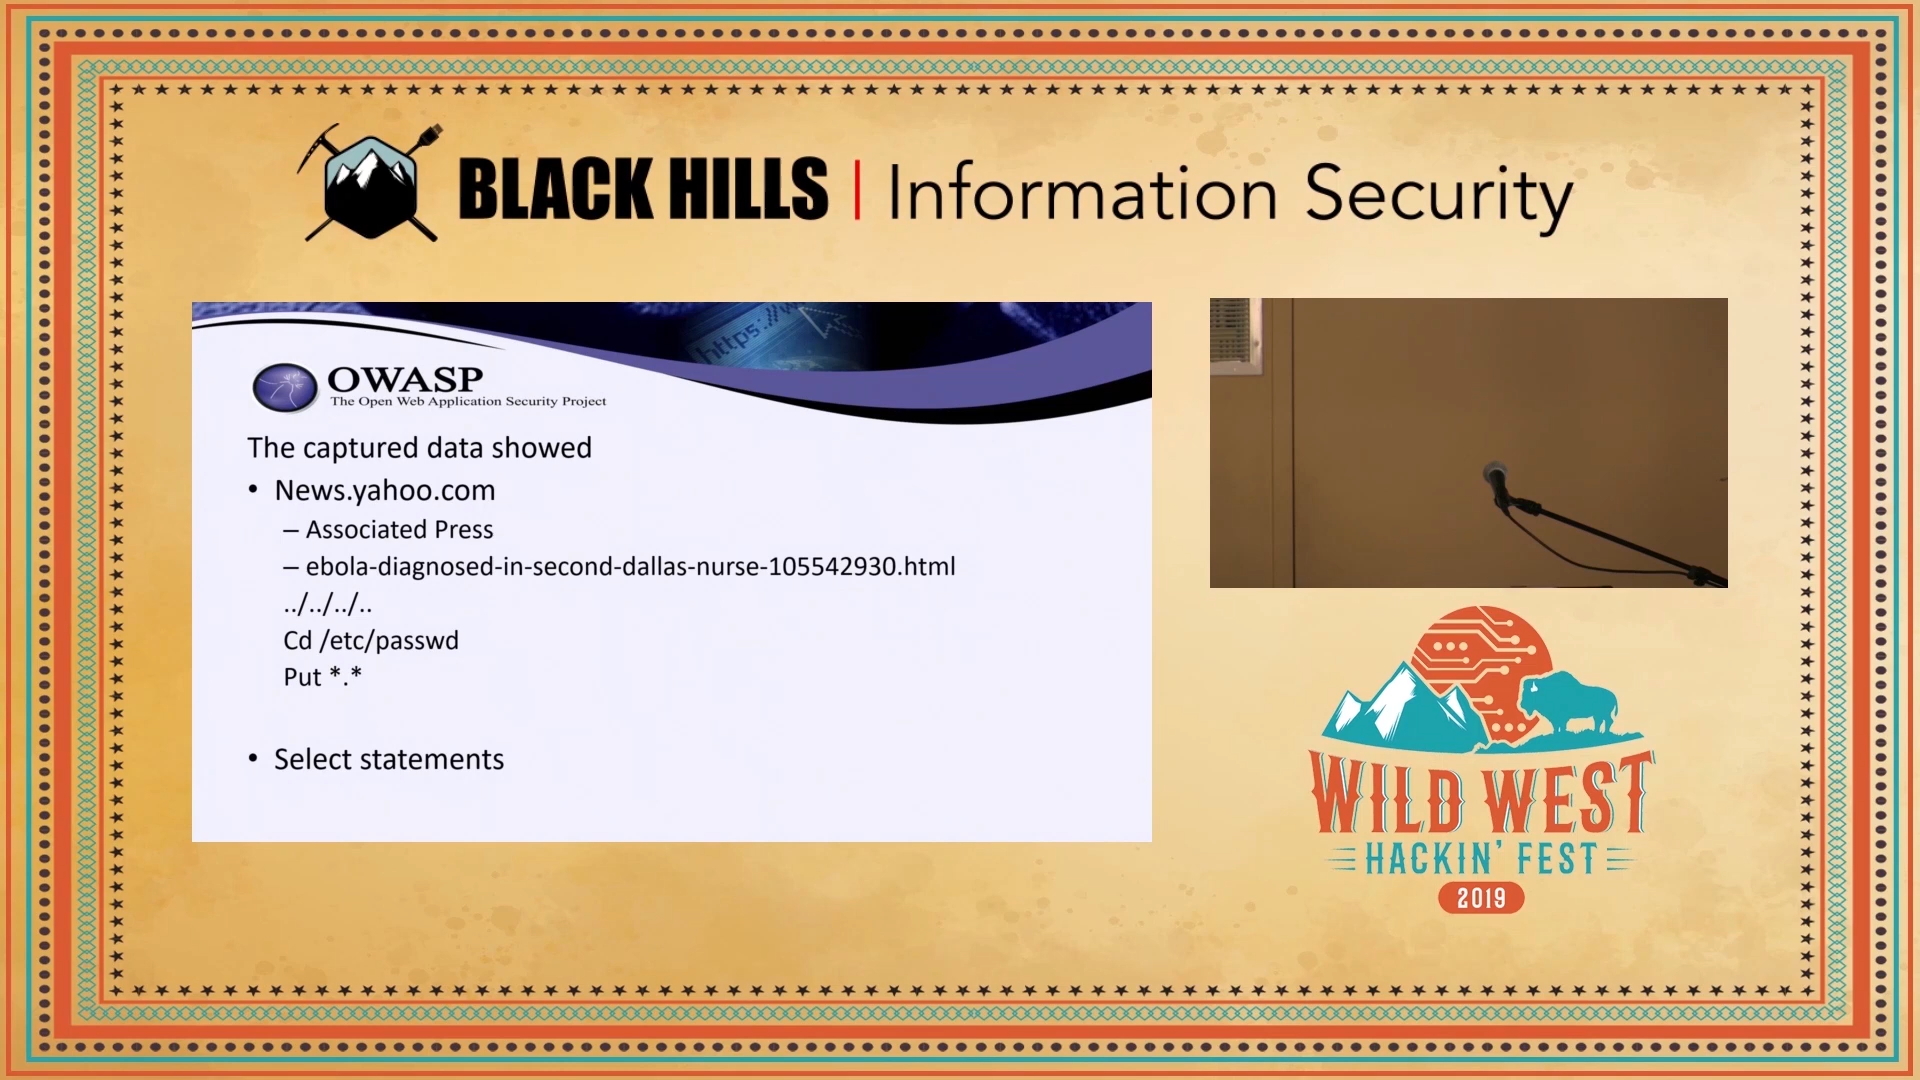 BLACK HILLS | Information Security
https://w
OWASP
The Open Web Application Security Project
The captured data showed
• News.yahoo.com
– Associated Press
– ebola-diagnosed-in-second-dallas-nurse-105542930.html
../../../..
Cd /etc/passwd
Put *.*
• Select statements
WILD WEST
HACKIN' FEST
2019